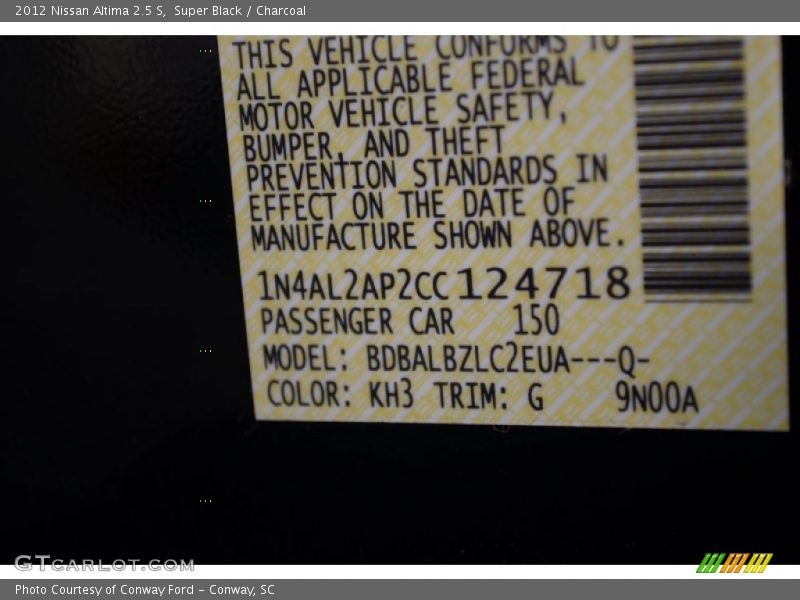 2012 Nissan Altima 2.5 S,  Super Black / Charcoal
THIS VEHICLE CONFORMS TO
ALL APPLICABLE FEDERAL
MOTOR VEHICLE SAFETY,
BUMPER, AND THEFT
PREVENTION STANDARDS IN
EFFECT ON THE DATE OF
MANUFACTURE SHOWN ABOVE.
1N4AL2AP2CC124718
PASSENGER CAR 150
MODEL: BDBALBZLC2EUA---Q-
COLOR: KH3 TRIM: G 9N00A
GTCARLOT.COM
Photo Courtesy of Conway Ford – Conway, SC